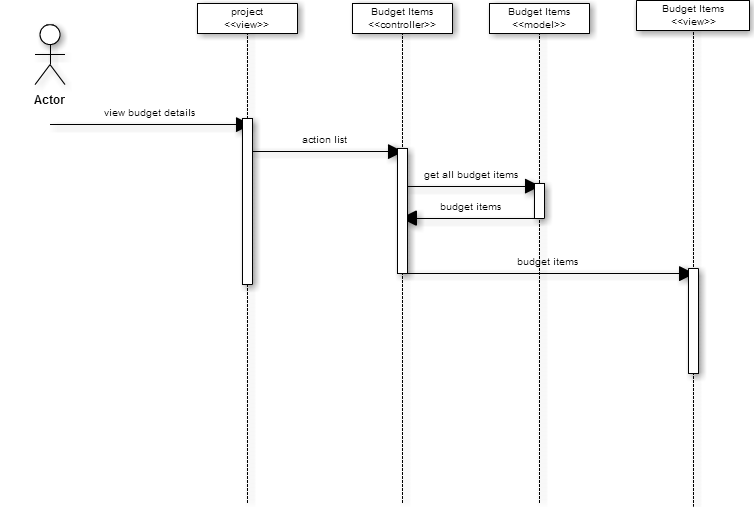 project
<<view>>
Budget Items
<<controller>>
Budget Items
<<model>>
Budget Items
<<view>>
Actor
view budget details
action list
get all budget items
budget items
budget items